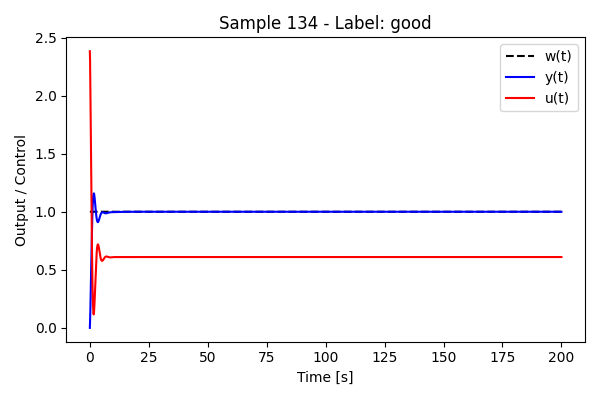 Sample 134 - Label: good
Output / Control
2.5
2.0
1.5
1.0
0.5
0.0
w(t)
y(t)
u(t)
0 25 50 75 100 125 150 175 200
Time [s]